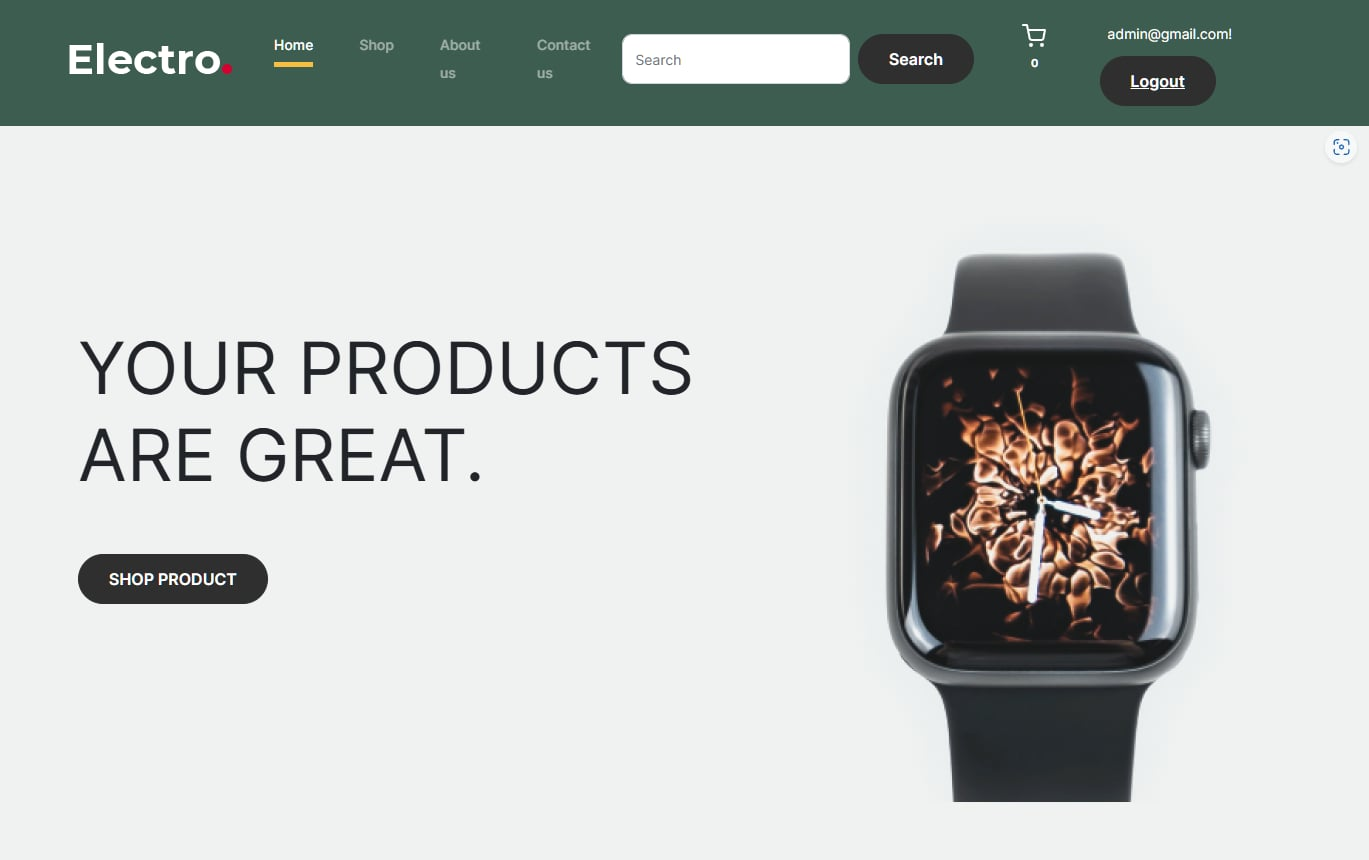 Electro.
Home
Shop
About
us
Contact
us
Search
Search
0
admin@gmail.com!
Logout
YOUR PRODUCTS
ARE GREAT.
SHOP PRODUCT